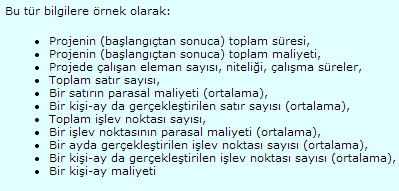 Bu tür bilgilere örnek olarak:
• Projenin (başlangıçtan sonuca) toplam süresi,
• Projenin (başlangıçtan sonuca) toplam maliyeti,
• Projede çalışan eleman sayısı, niteliği, çalışma süreler,
• Toplam satır sayısı,
• Bir satırın parasal maliyeti (ortalama),
• Bir kişi-ay da gerçekleştirilen satır sayısı (ortalama),
• Toplam işlev noktası sayısı,
• Bir işlev noktasının parasal maliyeti (ortalama),
• Bir ayda gerçekleştirilen işlev noktası sayısı (ortalama),
• Bir kişi-ay da gerçekleştirilen işlev noktası sayısı (ortalama),
• Bir kişi-ay maliyeti